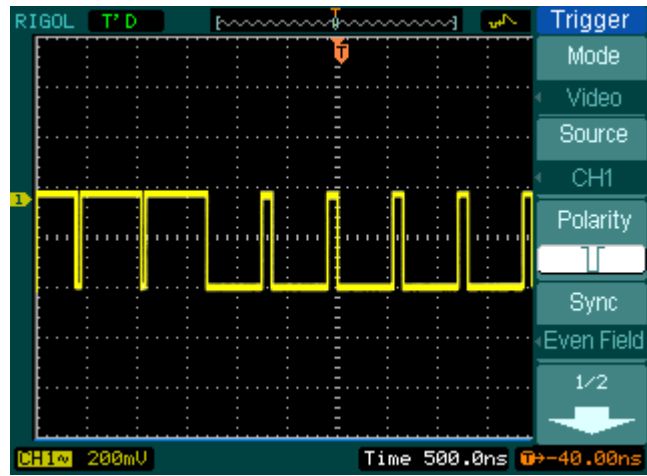 RIGOL T'D Trigger
T
Mode
Video
Source
1
CH1
Polarity
Sync
Even Field
1/2
CH1~ 200mV Time 500.0ns T→-40.00ns